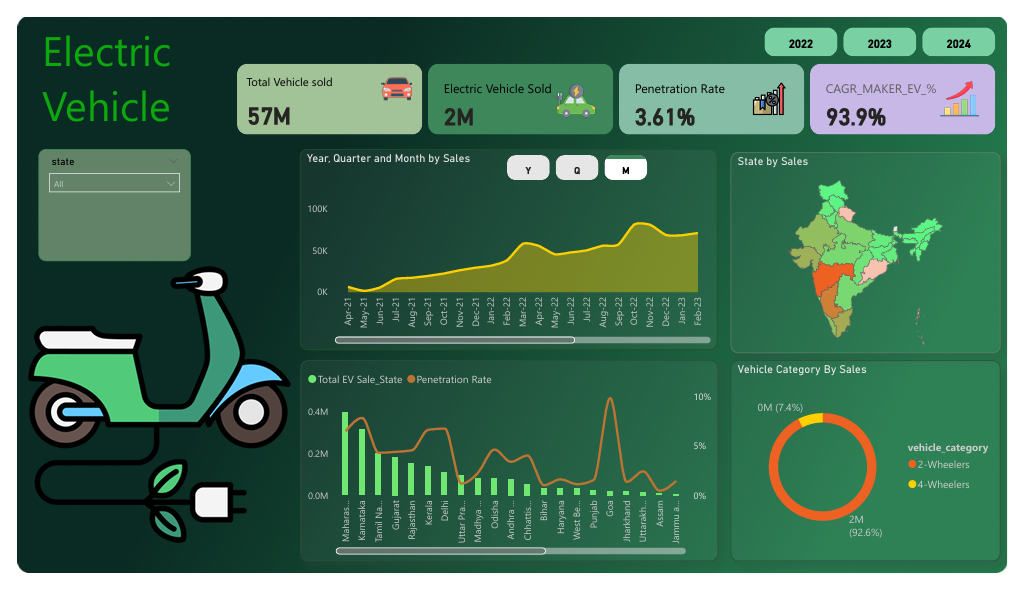 Electric
Vehicle
2022
2023
2024
Total Vehicle sold
57M
Electric Vehicle Sold
2M
Penetration Rate
3.61%
CAGR_MAKER_EV_%
93.9%
state
All
Year, Quarter and Month by Sales
Y
Q
M
100K
50K
0K
Apr-21
May-21
Jun-21
Jul-21
Aug-21
Sep-21
Oct-21
Nov-21
Dec-21
Jan-22
Feb-22
Mar-22
Apr-22
May-22
Jun-22
Jul-22
Aug-22
Sep-22
Oct-22
Nov-22
Dec-22
Jan-23
Feb-23
State by Sales
Total EV Sale_State
Penetration Rate
0.4M
0.2M
0.0M
10%
5%
0%
Maharas...
Karnataka
Tamil Na...
Gujarat
Rajasthan
Kerala
Delhi
Uttar Pra...
Madhya ...
Odisha
Andhra ...
Chhattis...
Bihar
Haryana
West Be...
Punjab
Goa
Jharkhand
Uttarakh...
Assam
Jammu a...
Vehicle Category By Sales
0M (7.4%)
2M
(92.6%)
vehicle_category
2-Wheelers
4-Wheelers